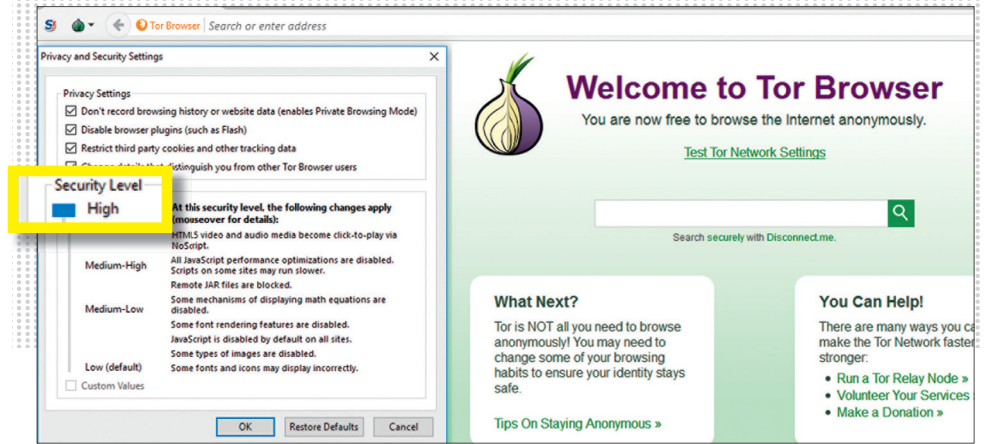 Tor Browser Search or enter address
Privacy and Security Settings
Privacy Settings
Don't record browsing history or website data (enables Private Browsing Mode)
Disable browser plugins (such as Flash)
Restrict third party cookies and other tracking data
Change details that distinguish you from other Tor Browser users
Security Level
High
At this security level, the following changes apply
(mouseover for details):
HTML5 video and audio media become click-to-play via
NoScript.
Medium-High
All JavaScript performance optimizations are disabled.
Scripts on some sites may run slower.
Remote JAR files are blocked.
Medium-Low
Some mechanisms of displaying math equations are
disabled.
Some font rendering features are disabled.
JavaScript is disabled by default on all sites.
Some types of images are disabled.
Low (default)
Some fonts and icons may display incorrectly.
Custom Values
OK
Restore Defaults
Cancel
Welcome to Tor Browser
You are now free to browse the Internet anonymously.
Test Tor Network Settings
Search securely with Disconnect.me.
What Next?
Tor is NOT all you need to browse
anonymously! You may need to
change some of your browsing
habits to ensure your identity stays
safe.
Tips On Staying Anonymous »
You Can Help!
There are many ways you ca
make the Tor Network faster
stronger:
• Run a Tor Relay Node »
• Volunteer Your Services
• Make a Donation »